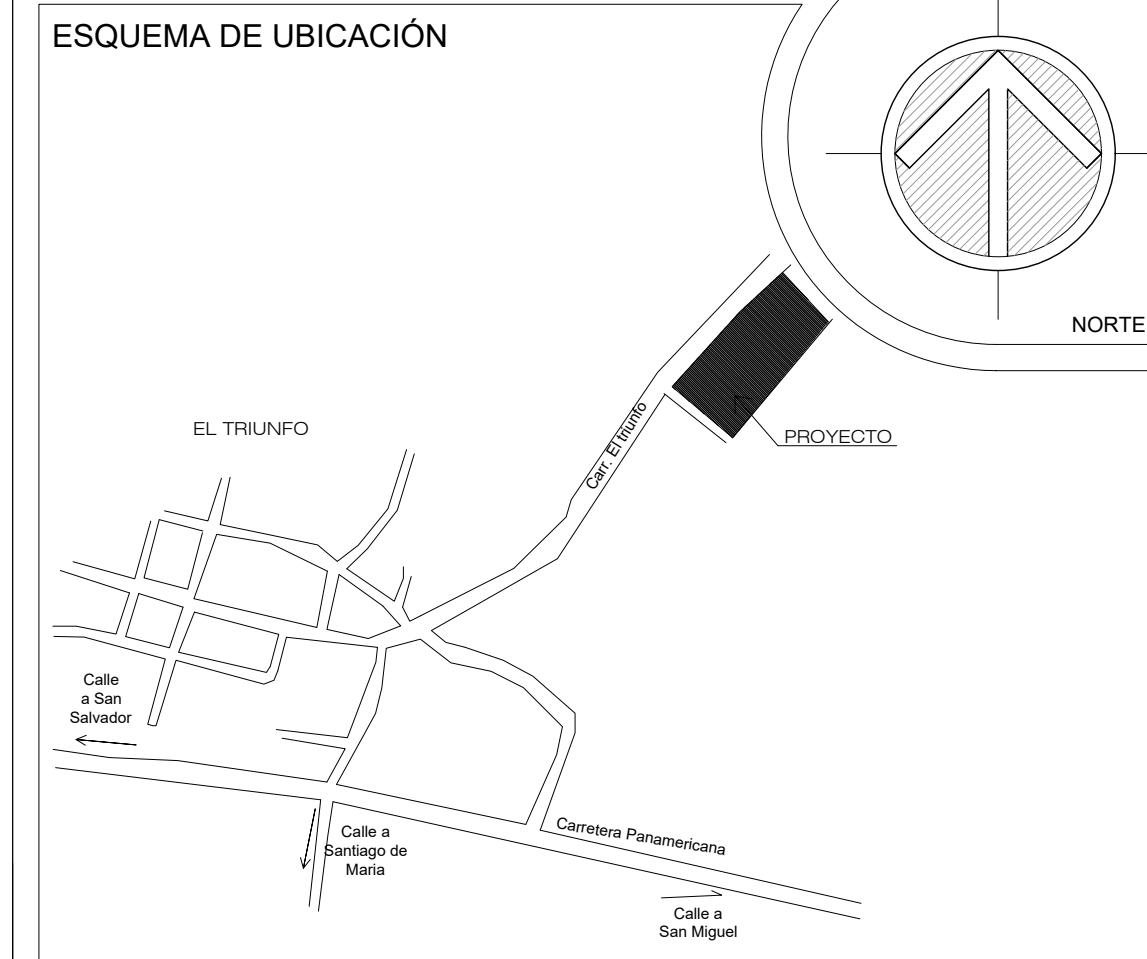 ESQUEMA DE UBICACIÓN
NORTE
EL TRIUNFO
Carr. El triunfo
PROYECTO
Calle
a San
Salvador
Calle a
Santiago de
Maria
Carretera Panamericana
Calle a
San Miguel